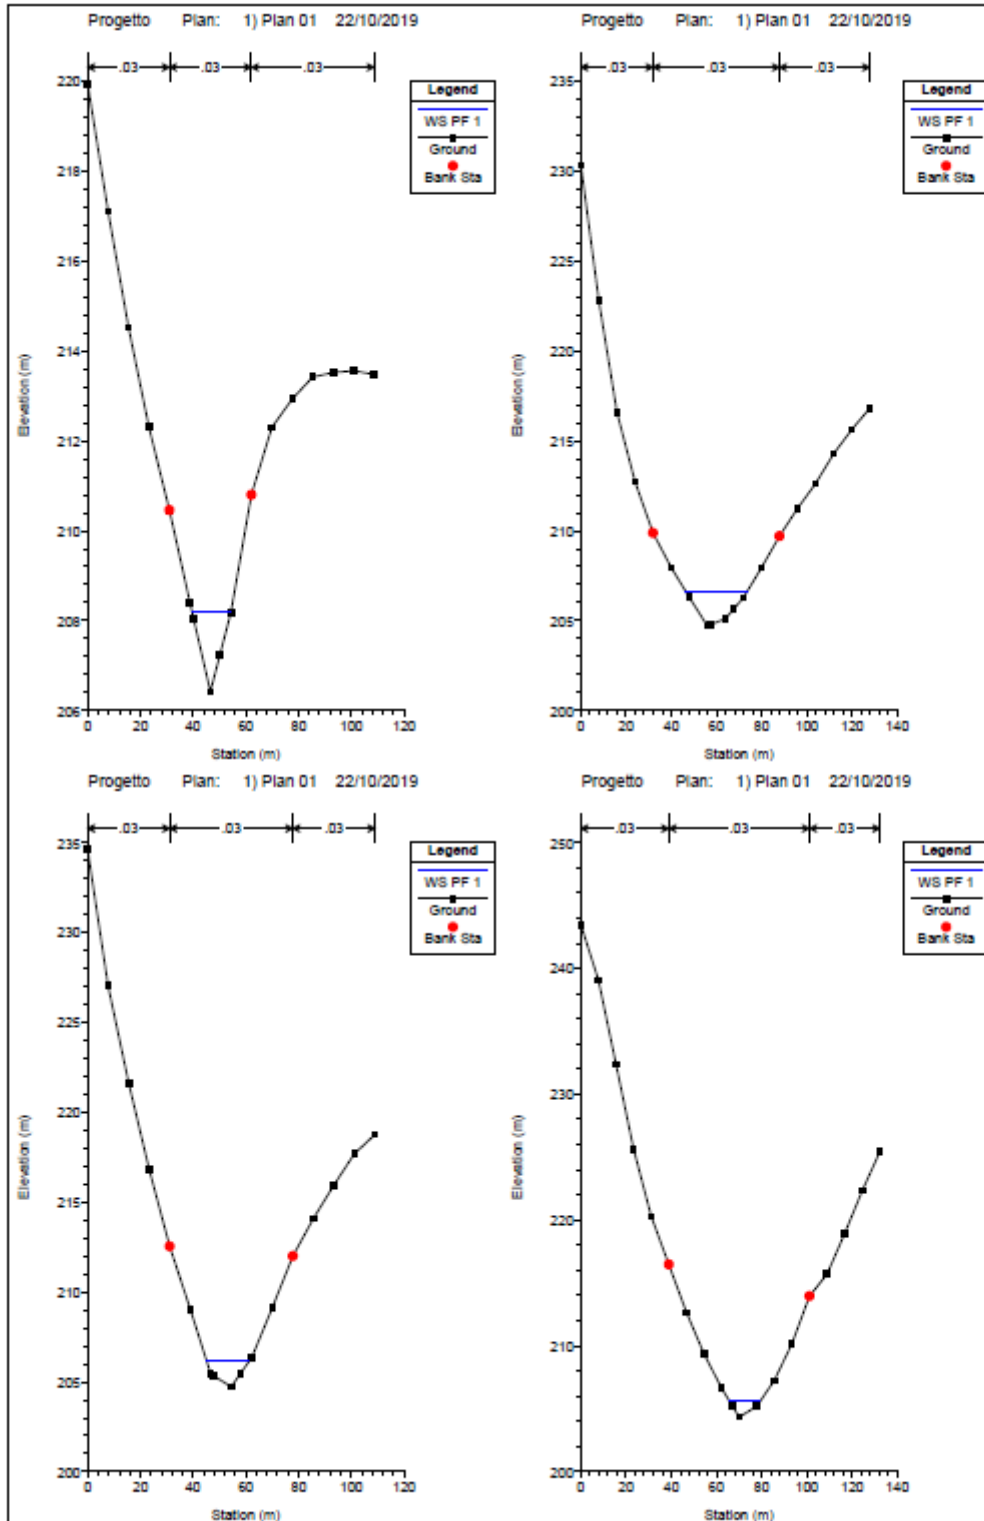 Progetto Plan: 1) Plan 01 22/10/2019
.03 .03 .03
Legend
WS PF 1
Ground
Bank Sta
Elevation (m)
220
218
216
214
212
210
208
206
0 20 40 60 80 100 120
Station (m)
Progetto Plan: 1) Plan 01 22/10/2019
.03 .03 .03
Legend
WS PF 1
Ground
Bank Sta
Elevation (m)
235
230
225
220
215
210
205
200
0 20 40 60 80 100 120 140
Station (m)
Progetto Plan: 1) Plan 01 22/10/2019
.03 .03 .03
Legend
WS PF 1
Ground
Bank Sta
Elevation (m)
235
230
225
220
215
210
205
200
0 20 40 60 80 100 120
Station (m)
Progetto Plan: 1) Plan 01 22/10/2019
.03 .03 .03
Legend
WS PF 1
Ground
Bank Sta
Elevation (m)
250
240
230
220
210
200
0 20 40 60 80 100 120 140
Station (m)